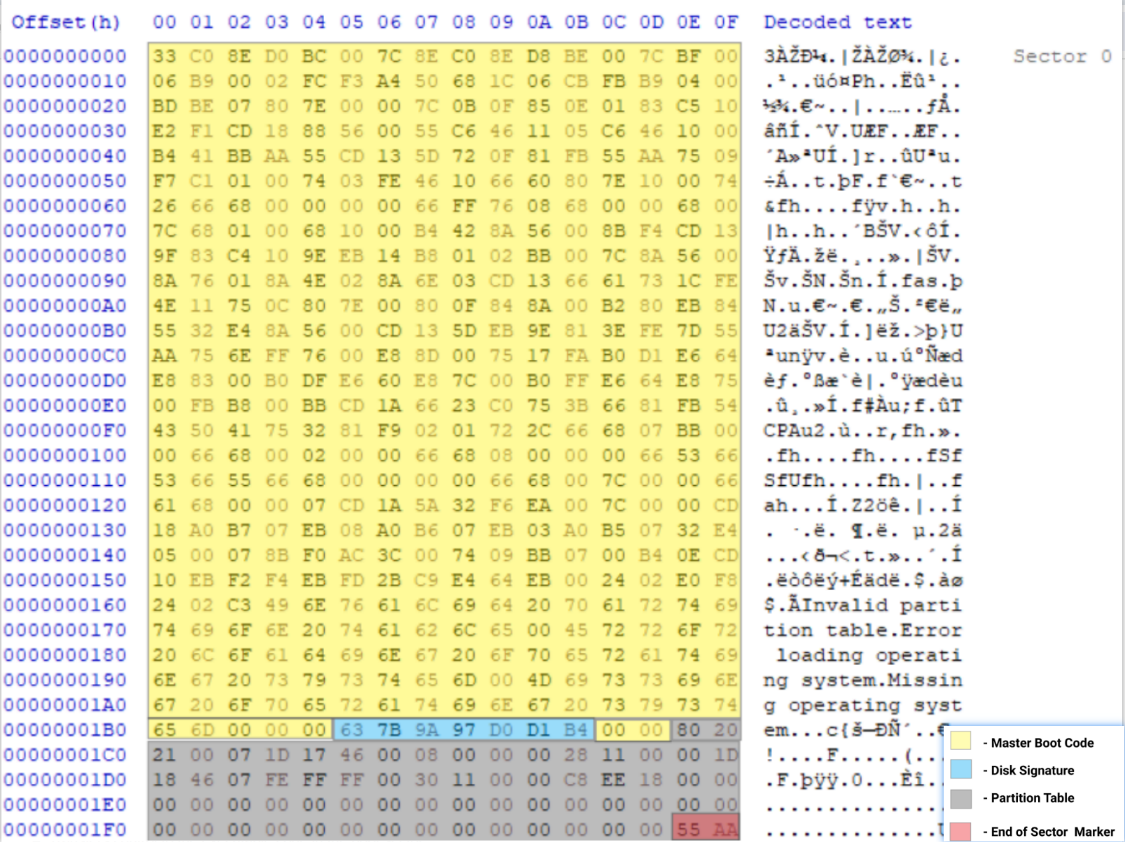 Offset(h) 00 01 02 03 04 05 06 07 08 09 0A 0B 0C 0D 0E 0F Decoded text
0000000000 33 C0 8E D0 BC 00 7C 8E C0 8E D8 BE 00 7C BF 00 3ÀŽÐ¼.|ŽÀŽØ¾.|¿. Sector 0
0000000010 06 B9 00 02 FC F3 A4 50 68 1C 06 CB FB B9 04 00 .¹..üó¤Ph..Ëû¹..
0000000020 BD BE 07 80 7E 00 00 7C 0B 0F 85 0E 01 83 C5 10 ½¾.€~..|..…..ƒÅ.
0000000030 E2 F1 CD 18 88 56 00 55 C6 46 11 05 C6 46 10 00 âñÍ.ˆV.UÆF..ÆF..
0000000040 B4 41 BB AA 55 CD 13 5D 72 0F 81 FB 55 AA 75 09 ´A»ªUÍ.]r..ûUªu.
0000000050 F7 C1 01 00 74 03 FE 46 10 66 60 80 7E 10 00 74 ÷Á..t.þF.f`€~..t
0000000060 26 66 68 00 00 00 00 66 FF 76 08 68 00 00 68 00 &fh....fÿv.h..h.
0000000070 7C 68 01 00 68 10 00 B4 42 8A 56 00 8B F4 CD 13 |h..h..´BŠV.‹ôÍ.
0000000080 9F 83 C4 10 9E EB 14 B8 01 02 BB 00 7C 8A 56 00 ŸƒÄ.žë.¸..».|ŠV.
0000000090 8A 76 01 8A 4E 02 8A 6E 03 CD 13 66 61 73 1C FE Šv.ŠN.Šn.Í.fas.þ
00000000A0 4E 11 75 0C 80 7E 00 80 0F 84 8A 00 B2 80 EB 84 N.u.€~.€.„Š.²€ë„
00000000B0 55 32 E4 8A 56 00 CD 13 5D EB 9E 81 3E FE 7D 55 U2äŠV.Í.]ëž.>þ}U
00000000C0 AA 75 6E FF 76 00 E8 8D 00 75 17 FA B0 D1 E6 64 ªunÿv.è..u.ú°Ñæd
00000000D0 E8 83 00 B0 DF E6 60 E8 7C 00 B0 FF E6 64 E8 75 èƒ.°ßæ`è|.°ÿædèu
00000000E0 00 FB B8 00 BB CD 1A 66 23 C0 75 3B 66 81 FB 54 .û¸.»Í.f#Àu;f.ûT
00000000F0 43 50 41 75 32 81 F9 02 01 72 2C 66 68 07 BB 00 CPAu2.ù..r,fh.».
0000000100 00 66 68 00 02 00 00 66 68 08 00 00 00 66 53 66 .fh....fh....fSf
0000000110 53 66 55 66 68 00 00 00 00 66 68 00 7C 00 00 66 SfUfh....fh.|..f
0000000120 61 68 00 00 07 CD 1A 5A 32 F6 EA 00 7C 00 00 CD ah...Í.Z2öê.|..Í
0000000130 18 A0 B7 07 EB 08 A0 B6 07 EB 03 A0 B5 07 32 E4 . ·.ë. ¶.ë. µ.2ä
0000000140 05 00 07 8B F0 AC 3C 00 74 09 BB 07 00 B4 0E CD ...‹ð¬<.t.»..´.Í
0000000150 10 EB F2 F4 EB FD 2B C9 E4 64 EB 00 24 02 E0 F8 .ëòôëý+Éädë.$.àø
0000000160 24 02 C3 49 6E 76 61 6C 69 64 20 70 61 72 74 69 $.ÃInvalid parti
0000000170 74 69 6F 6E 20 74 61 62 6C 65 00 45 72 72 6F 72 tion table.Error
0000000180 20 6C 6F 61 64 69 6E 67 20 6F 70 65 72 61 74 69 loading operati
0000000190 6E 67 20 73 79 73 74 65 6D 00 4D 69 73 73 69 6E ng system.Missin
00000001A0 67 20 6F 70 65 72 61 74 69 6E 67 20 73 79 73 74 g operating syst
00000001B0 65 6D 00 00 00 63 7B 9A 97 D0 D1 B4 00 00 80 20 em...c{š—ÐÑ´..€
00000001C0 21 00 07 1D 17 46 00 08 00 00 00 28 11 00 00 1D !....F.....(..
00000001D0 18 46 07 FE FF FF 00 30 11 00 00 C8 EE 18 00 00 .F.þÿÿ.0...Èî.
00000001E0 00 00 00 00 00 00 00 00 00 00 00 00 00 00 00 00 ..............
00000001F0 00 00 00 00 00 00 00 00 00 00 00 00 00 00 55 AA ..............U
- Master Boot Code
- Disk Signature
- Partition Table
- End of Sector Marker